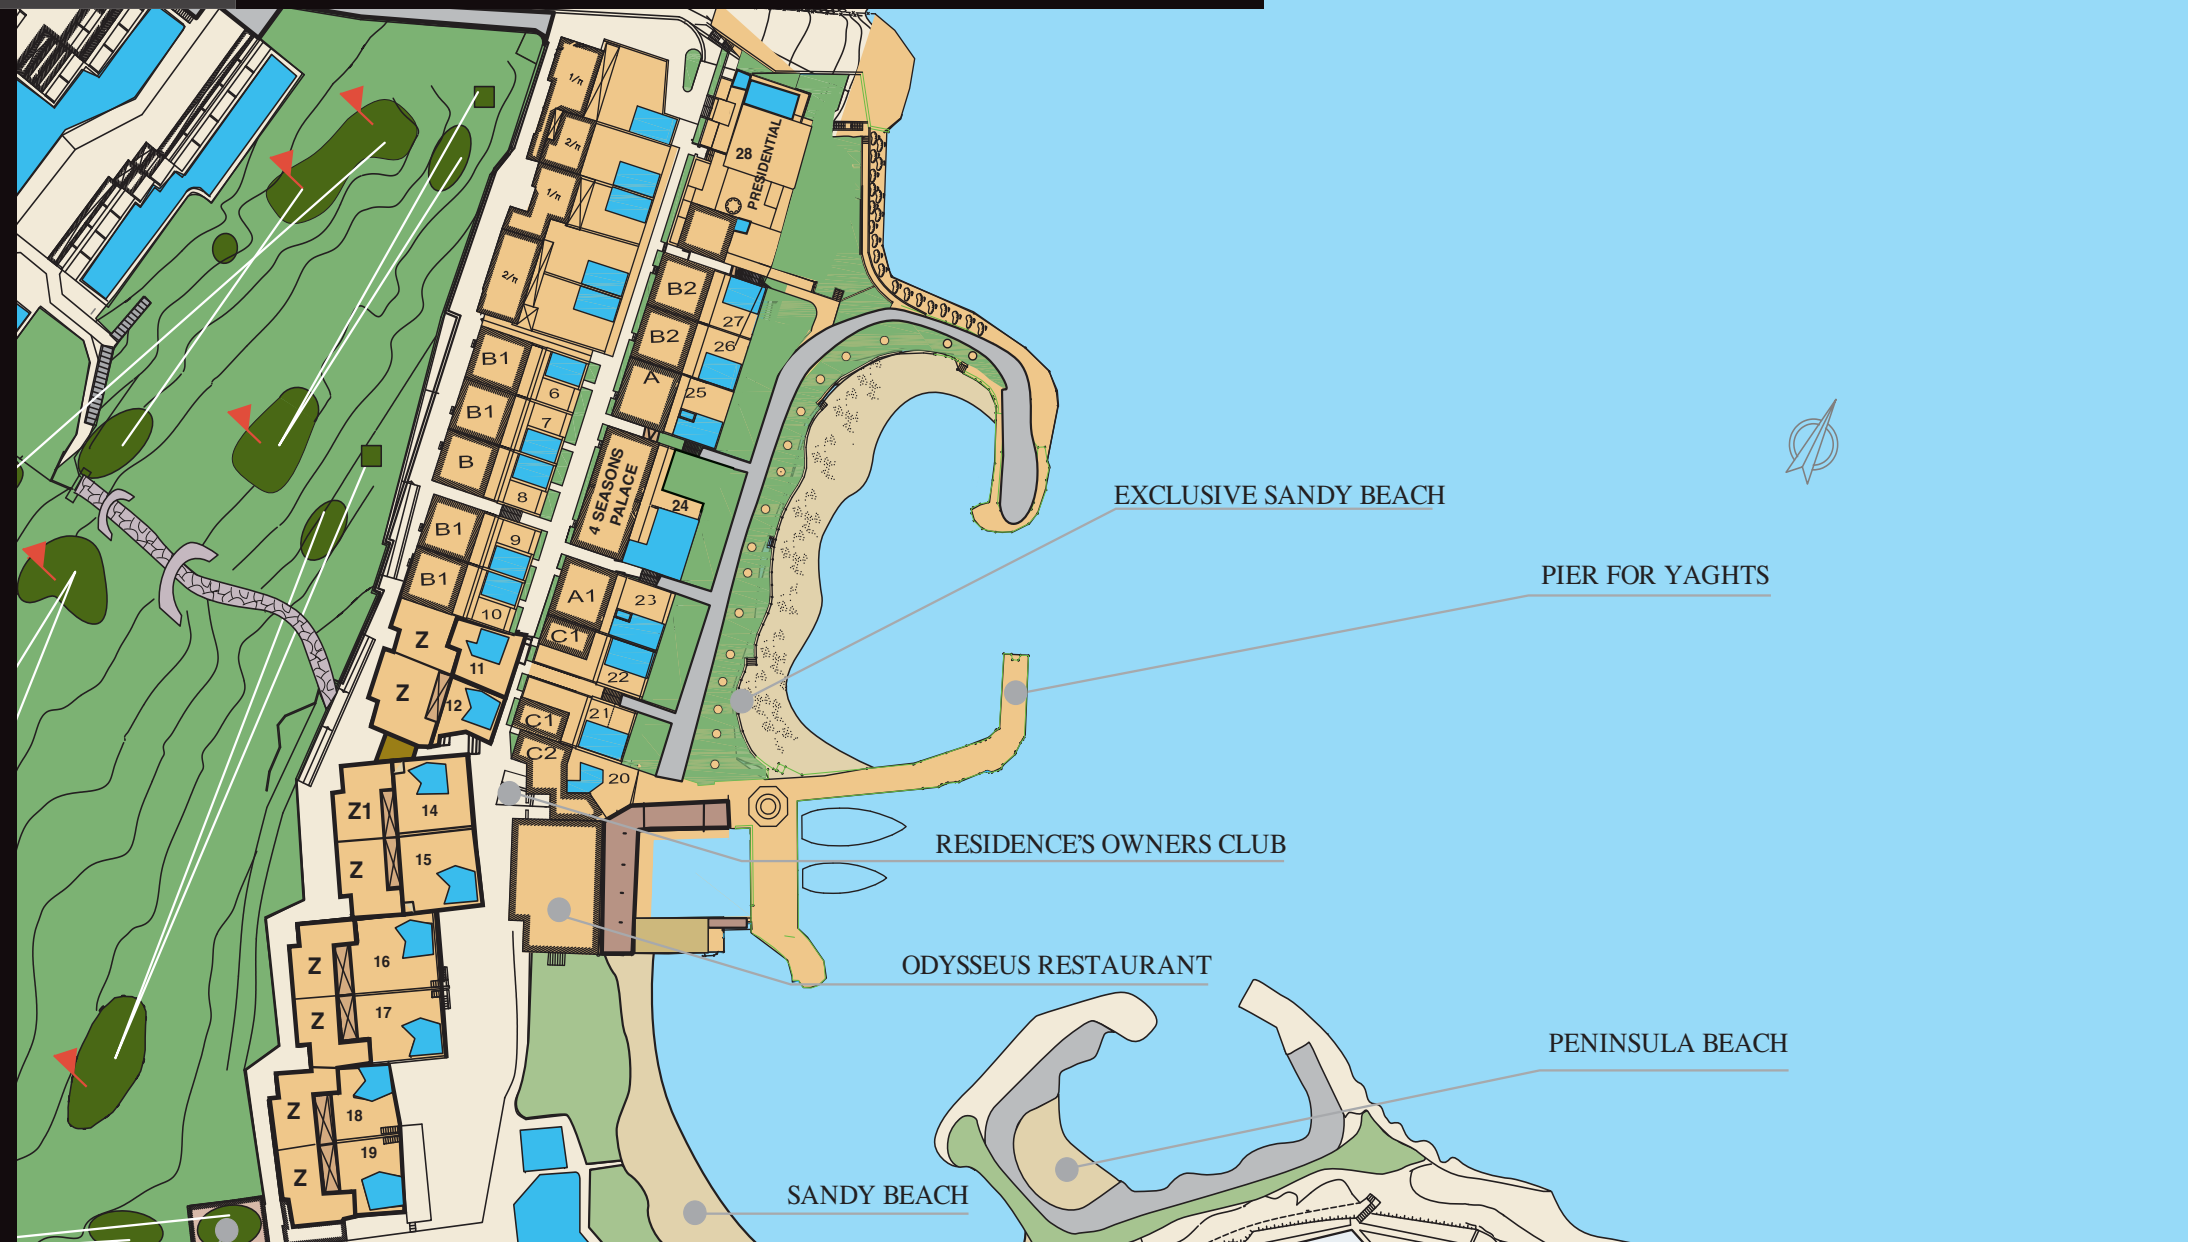 1/π
2/π
1/π
2/π
28
PRESIDENTIAL
B2
27
B2
26
A
25
M
B1
6
B1
7
B
8
4 SEASONS
PALACE
24
B1
9
B1
10
A1
23
C1
22
Z
11
Z
12
C1
21
C2
20
Z1
14
Z
15
Z
16
Z
17
Z
18
Z
19
EXCLUSIVE SANDY BEACH
PIER FOR YAGHTS
RESIDENCE'S OWNERS CLUB
ODYSSEUS RESTAURANT
PENINSULA BEACH
SANDY BEACH